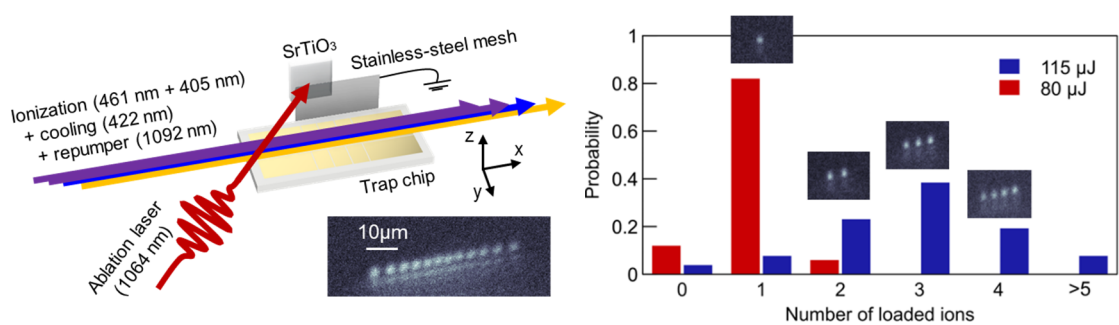 SrTiO₃
Stainless-steel mesh
Ionization (461 nm + 405 nm)
+ cooling (422 nm)
+ repumper (1092 nm)
z
x
y
Trap chip
Ablation laser
(1064 nm)
10μm
Probability
1
0.8
0.6
0.4
0.2
0
115 μJ
80 μJ
0 1 2 3 4 >5
Number of loaded ions